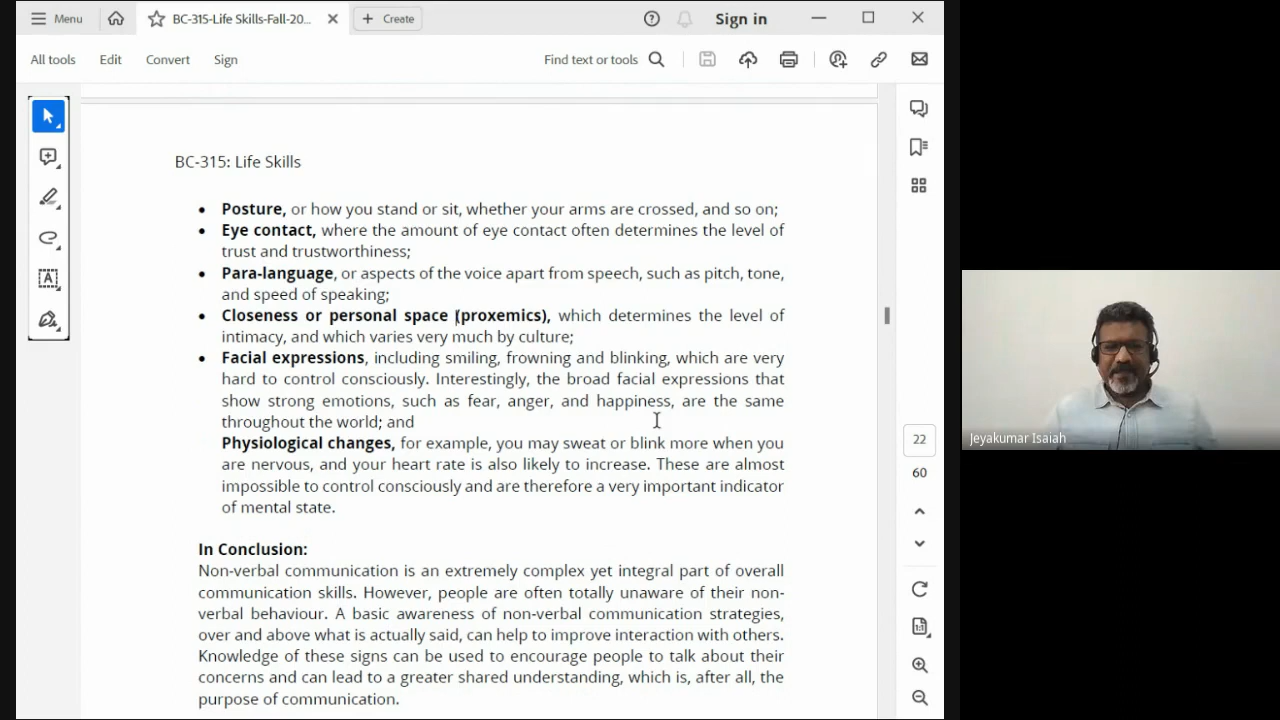 Menu
BC-315-Life Skills-Fall-20...
Create
Sign in
All tools
Edit
Convert
Sign
Find text or tools
BC-315: Life Skills
• Posture, or how you stand or sit, whether your arms are crossed, and so on;
• Eye contact, where the amount of eye contact often determines the level of
trust and trustworthiness;
• Para-language, or aspects of the voice apart from speech, such as pitch, tone,
and speed of speaking;
• Closeness or personal space (proxemics), which determines the level of
intimacy, and which varies very much by culture;
• Facial expressions, including smiling, frowning and blinking, which are very
hard to control consciously. Interestingly, the broad facial expressions that
show strong emotions, such as fear, anger, and happiness, are the same
throughout the world; and
Physiological changes, for example, you may sweat or blink more when you
are nervous, and your heart rate is also likely to increase. These are almost
impossible to control consciously and are therefore a very important indicator
of mental state.
In Conclusion:
Non-verbal communication is an extremely complex yet integral part of overall
communication skills. However, people are often totally unaware of their non-
verbal behaviour. A basic awareness of non-verbal communication strategies,
over and above what is actually said, can help to improve interaction with others.
Knowledge of these signs can be used to encourage people to talk about their
concerns and can lead to a greater shared understanding, which is, after all, the
purpose of communication.
22
60
1:1
Jeyakumar Isaiah